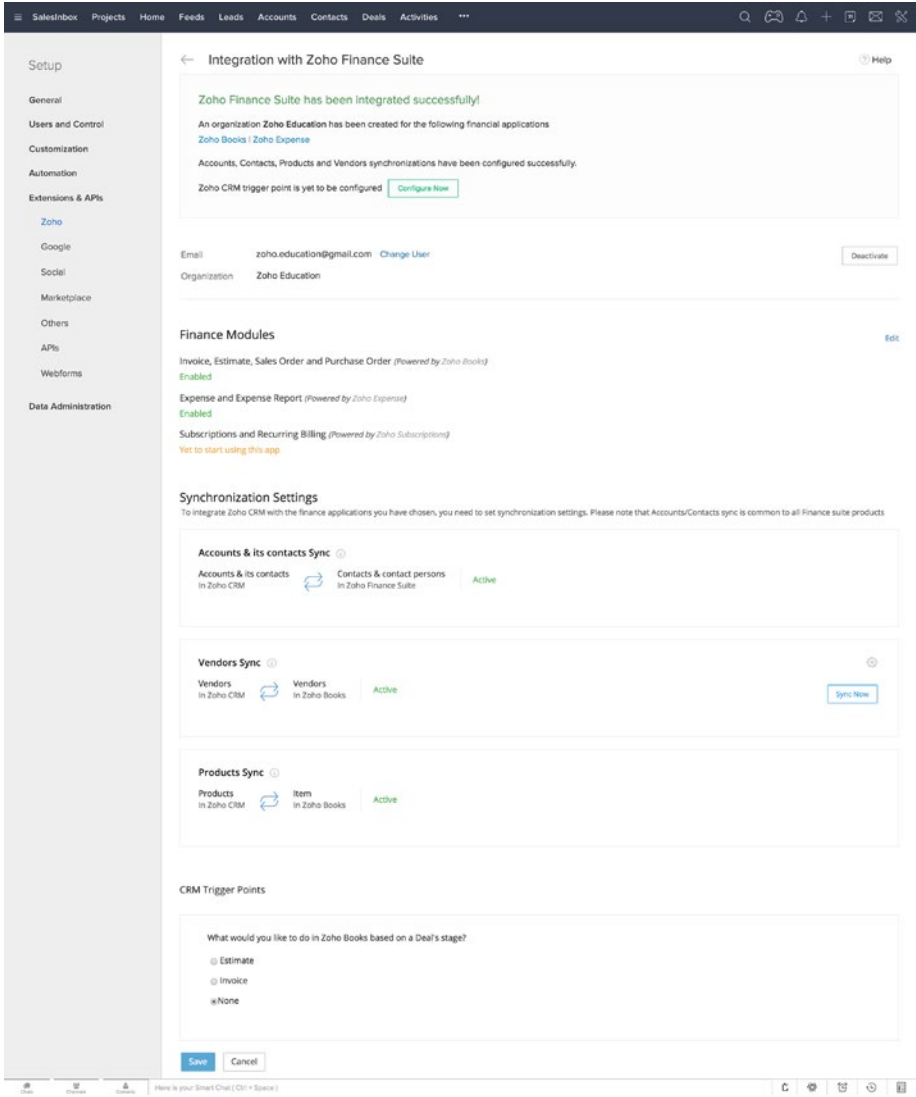 SalesInbox Projects Home Feeds Leads Accounts Contacts Deals Activities •••
Setup
General
Users and Control
Customization
Automation
Extensions & APIs
Zoho
Google
Social
Marketplace
Others
APIs
Webforms
Data Administration
Integration with Zoho Finance Suite
Help
Zoho Finance Suite has been integrated successfully!
An organization Zoho Education has been created for the following financial applications
Zoho Books | Zoho Expense
Accounts, Contacts, Products and Vendors synchronizations have been configured successfully.
Zoho CRM trigger point is yet to be configured Configure Now
Email zoho.education@gmail.com Change User Deactivate
Organization Zoho Education
Finance Modules Edit
Invoice, Estimate, Sales Order and Purchase Order (Powered by Zoho Books)
Enabled
Expense and Expense Report (Powered by Zoho Expense)
Enabled
Subscriptions and Recurring Billing (Powered by Zoho Subscriptions)
Yet to start using this app
Synchronization Settings
To integrate Zoho CRM with the finance applications you have chosen, you need to set synchronization settings. Please note that Accounts/Contacts sync is common to all Finance suite products
Accounts & its contacts Sync
Accounts & its contacts Contacts & contact persons Active
In Zoho CRM In Zoho Finance Suite
Vendors Sync
Vendors Vendors Active Sync Now
In Zoho CRM In Zoho Books
Products Sync
Products Item Active
In Zoho CRM In Zoho Books
CRM Trigger Points
What would you like to do in Zoho Books based on a Deal's stage?
Estimate
Invoice
None
Save Cancel
Chats Channels Contacts Here is your Smart Chat ( Ctrl + Space )